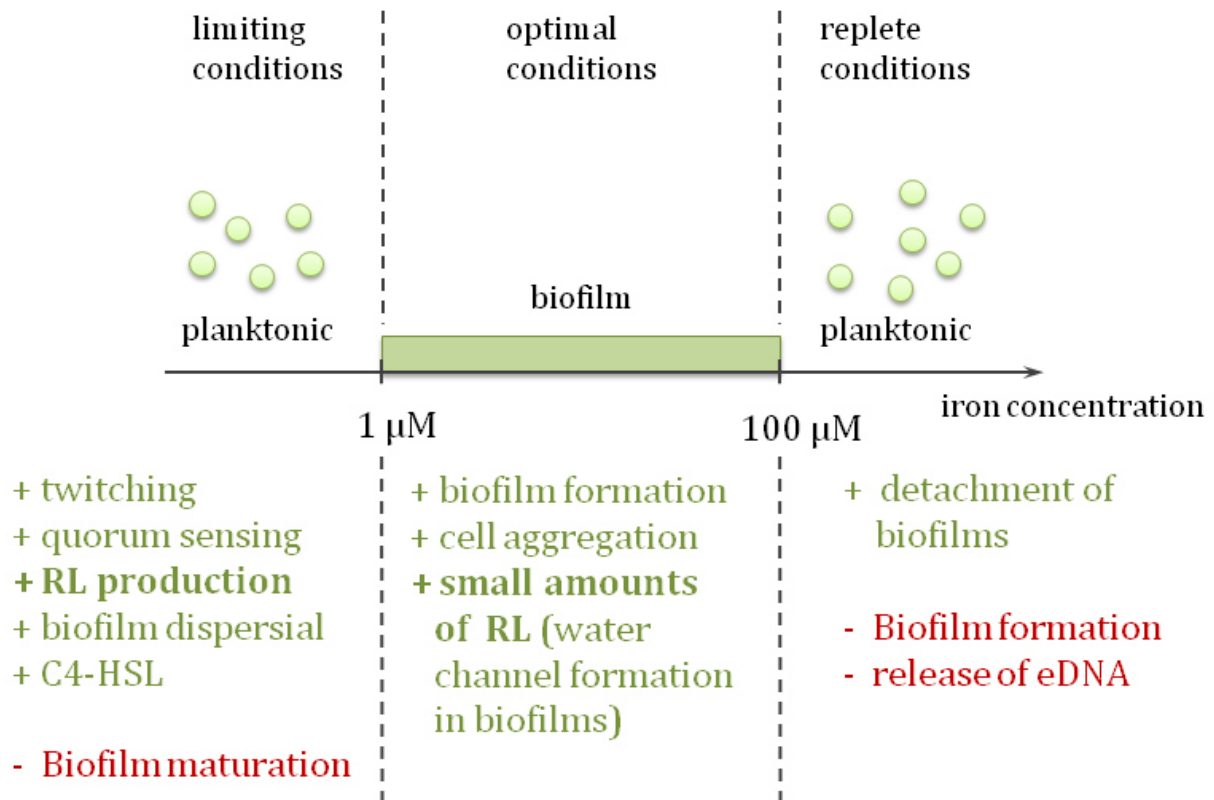 limiting
conditions
optimal
conditions
replete
conditions
planktonic
biofilm
planktonic
iron concentration
1 μM
100 μM
+ twitching
+ quorum sensing
+ RL production
+ biofilm dispersial
+ C4-HSL
- Biofilm maturation
+ biofilm formation
+ cell aggregation
+ small amounts
of RL (water
channel formation
in biofilms)
+ detachment of
biofilms
- Biofilm formation
- release of eDNA